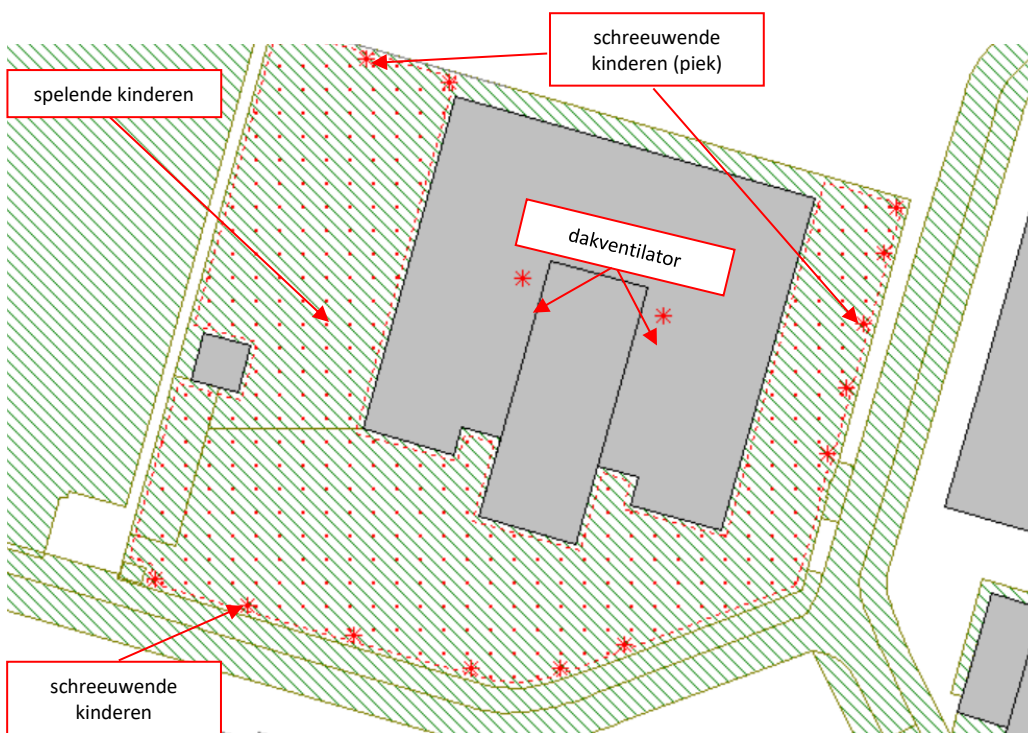 schreeuwende
kinderen (piek)
spelende kinderen
dakventilator
schreeuwende
kinderen